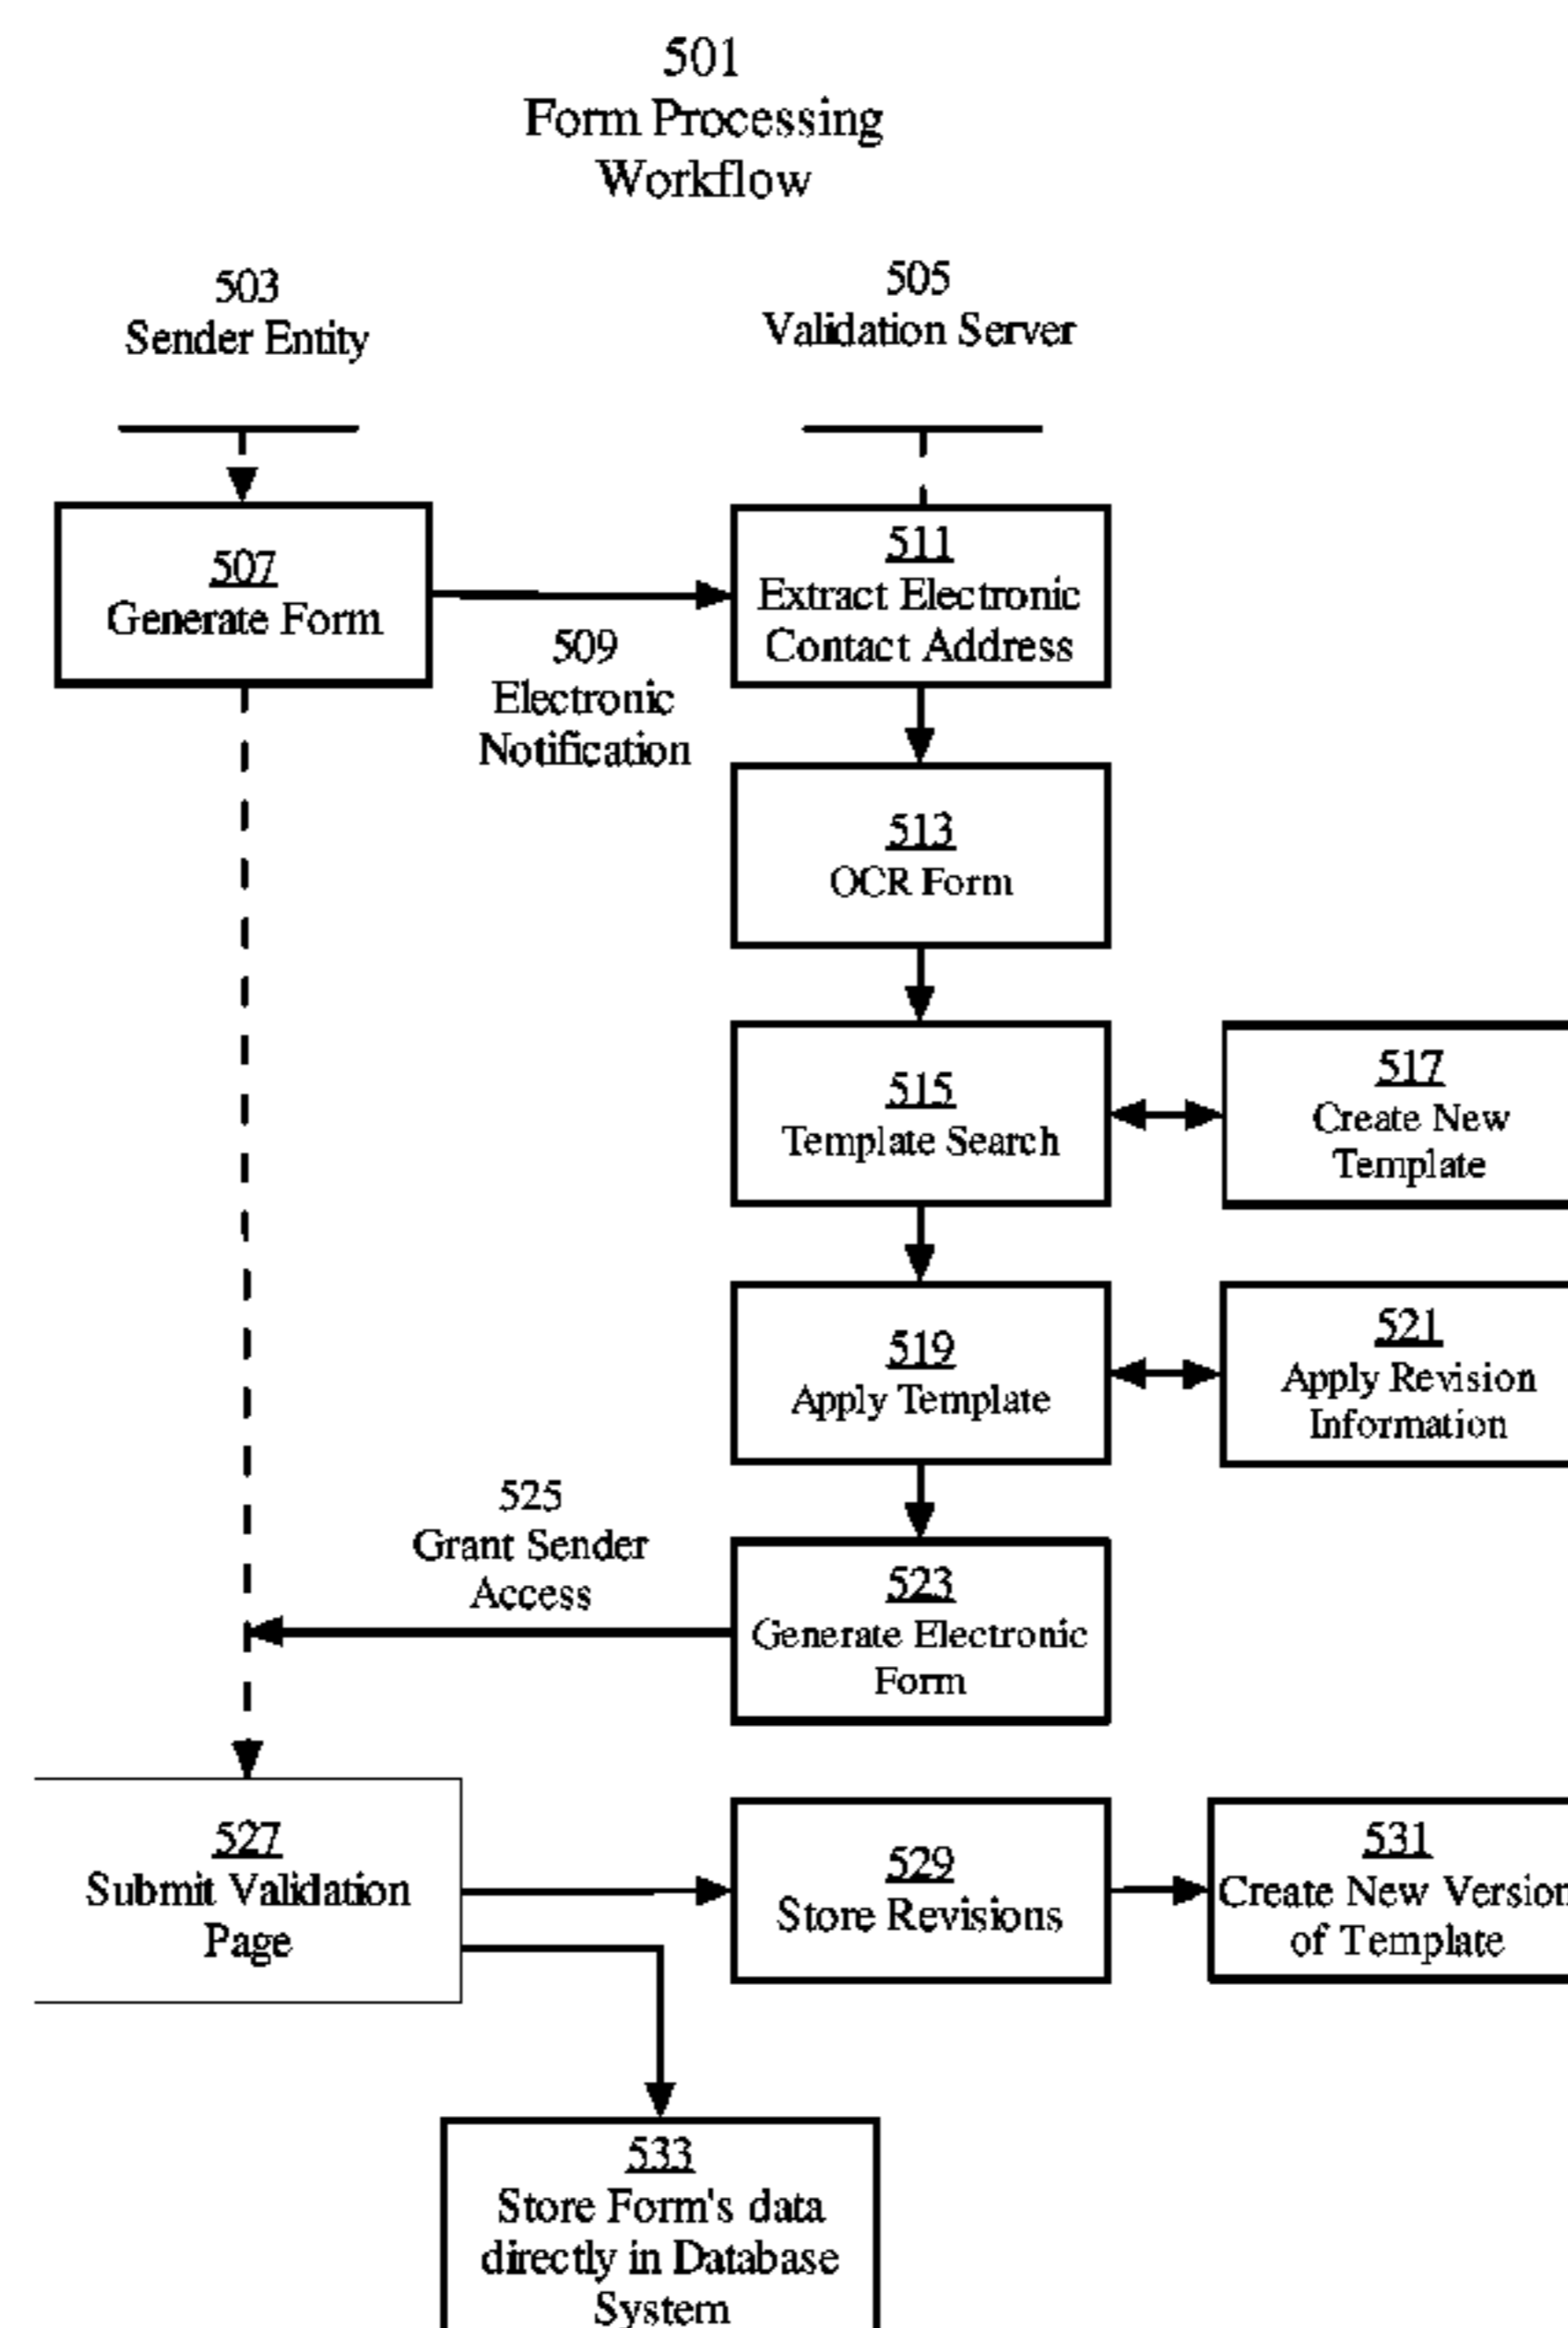 501
Form Processing
Workflow
503
Sender Entity
505
Validation Server
507
Generate Form
509
Electronic
Notification
511
Extract Electronic
Contact Address
513
OCR Form
515
Template Search
517
Create New
Template
519
Apply Template
521
Apply Revision
Information
525
Grant Sender
Access
523
Generate Electronic
Form
527
Submit Validation
Page
529
Store Revisions
531
Create New Version
of Template
533
Store Form's data
directly in Database
System